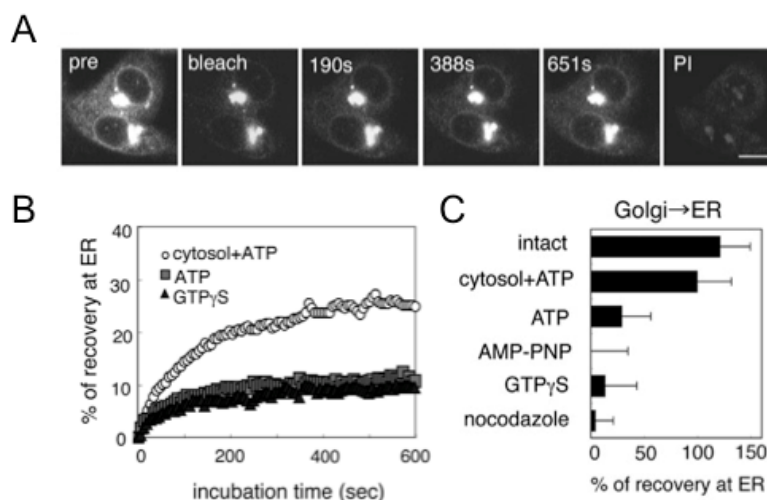 A
pre
bleach
190s
388s
651s
PI
B
% of recovery at ER
40
30
20
10
0
cytosol+ATP
ATP
GTPγS
0
200
400
600
incubation time (sec)
C
Golgi→ER
intact
cytosol+ATP
ATP
AMP-PNP
GTPγS
nocodazole
0
50
100
150
% of recovery at ER